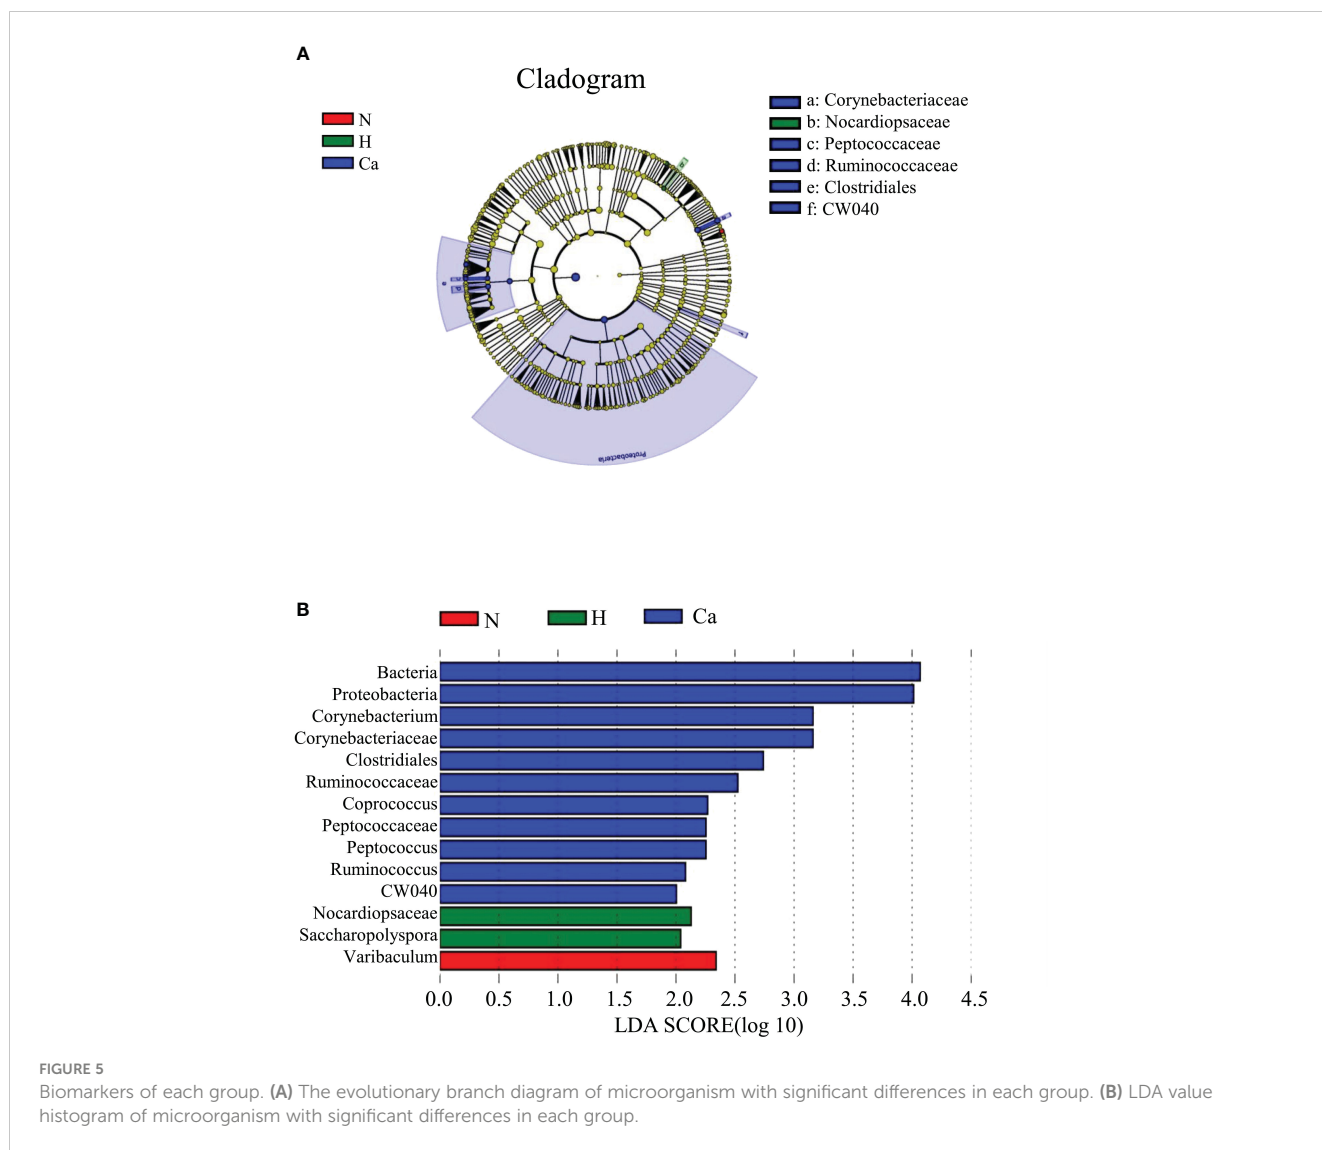 A
Cladogram
N
H
Ca
a: Corynebacteriaceae
b: Nocardiopsaceae
c: Peptococcaceae
d: Ruminococcaceae
e: Clostridiales
f: CW040
Proteobacteria
B
N H Ca
Bacteria
Proteobacteria
Corynebacterium
Corynebacteriaceae
Clostridiales
Ruminococcaceae
Coprococcus
Peptococcaceae
Peptococcus
Ruminococcus
CW040
Nocardiopsaceae
Saccharopolyspora
Varibaculum
0.0 0.5 1.0 1.5 2.0 2.5 3.0 3.5 4.0 4.5
LDA SCORE(log 10)
FIGURE 5
Biomarkers of each group. (A) The evolutionary branch diagram of microorganism with significant differences in each group. (B) LDA value
histogram of microorganism with significant differences in each group.